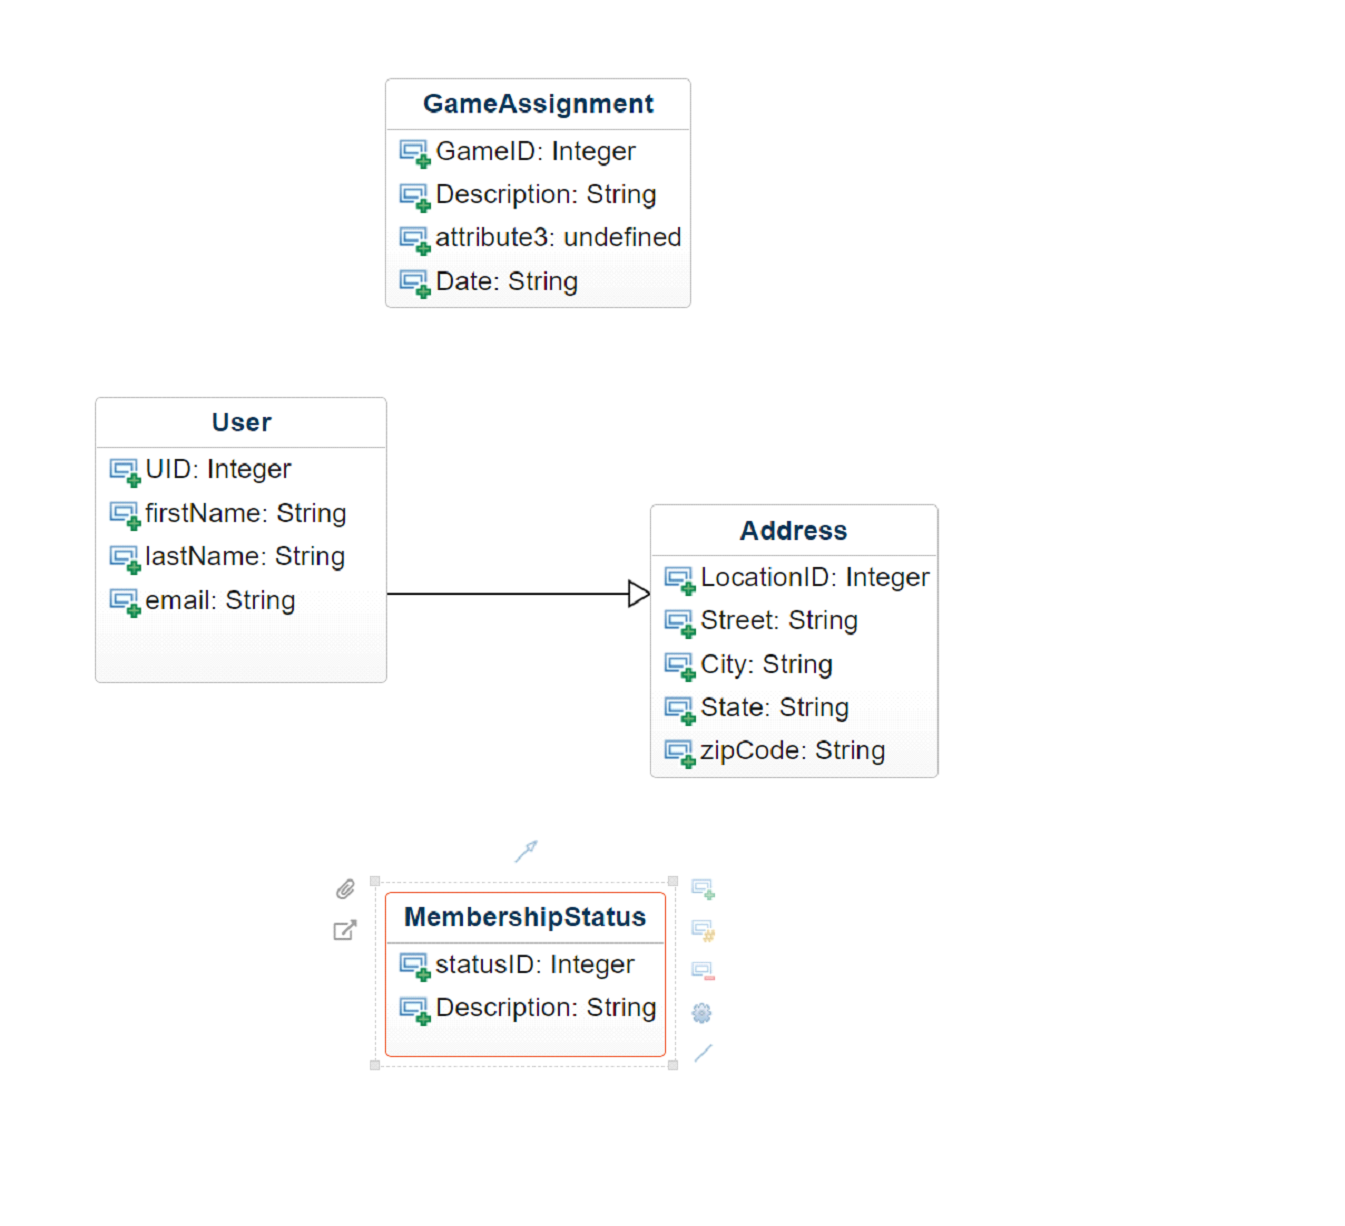 GameAssignment
GameID: Integer
Description: String
attribute3: undefined
Date: String
User
UID: Integer
firstName: String
lastName: String
email: String
Address
LocationID: Integer
Street: String
City: String
State: String
zipCode: String
MembershipStatus
statusID: Integer
Description: String